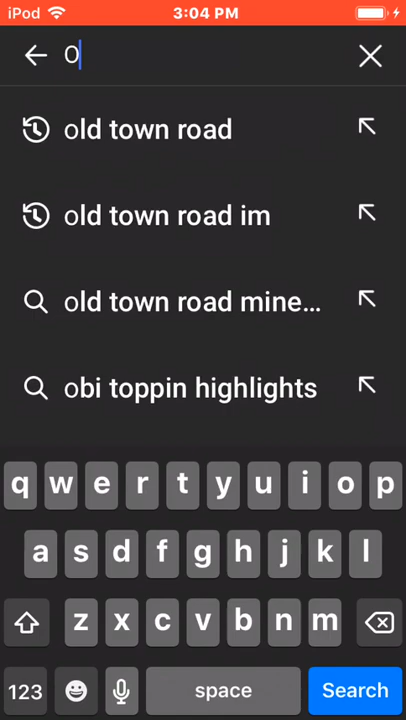 iPod 3:04 PM
O
old town road
old town road im
old town road mine...
obi toppin highlights
q w e r t y u i o p
a s d f g h j k l
z x c v b n m
123 space Search